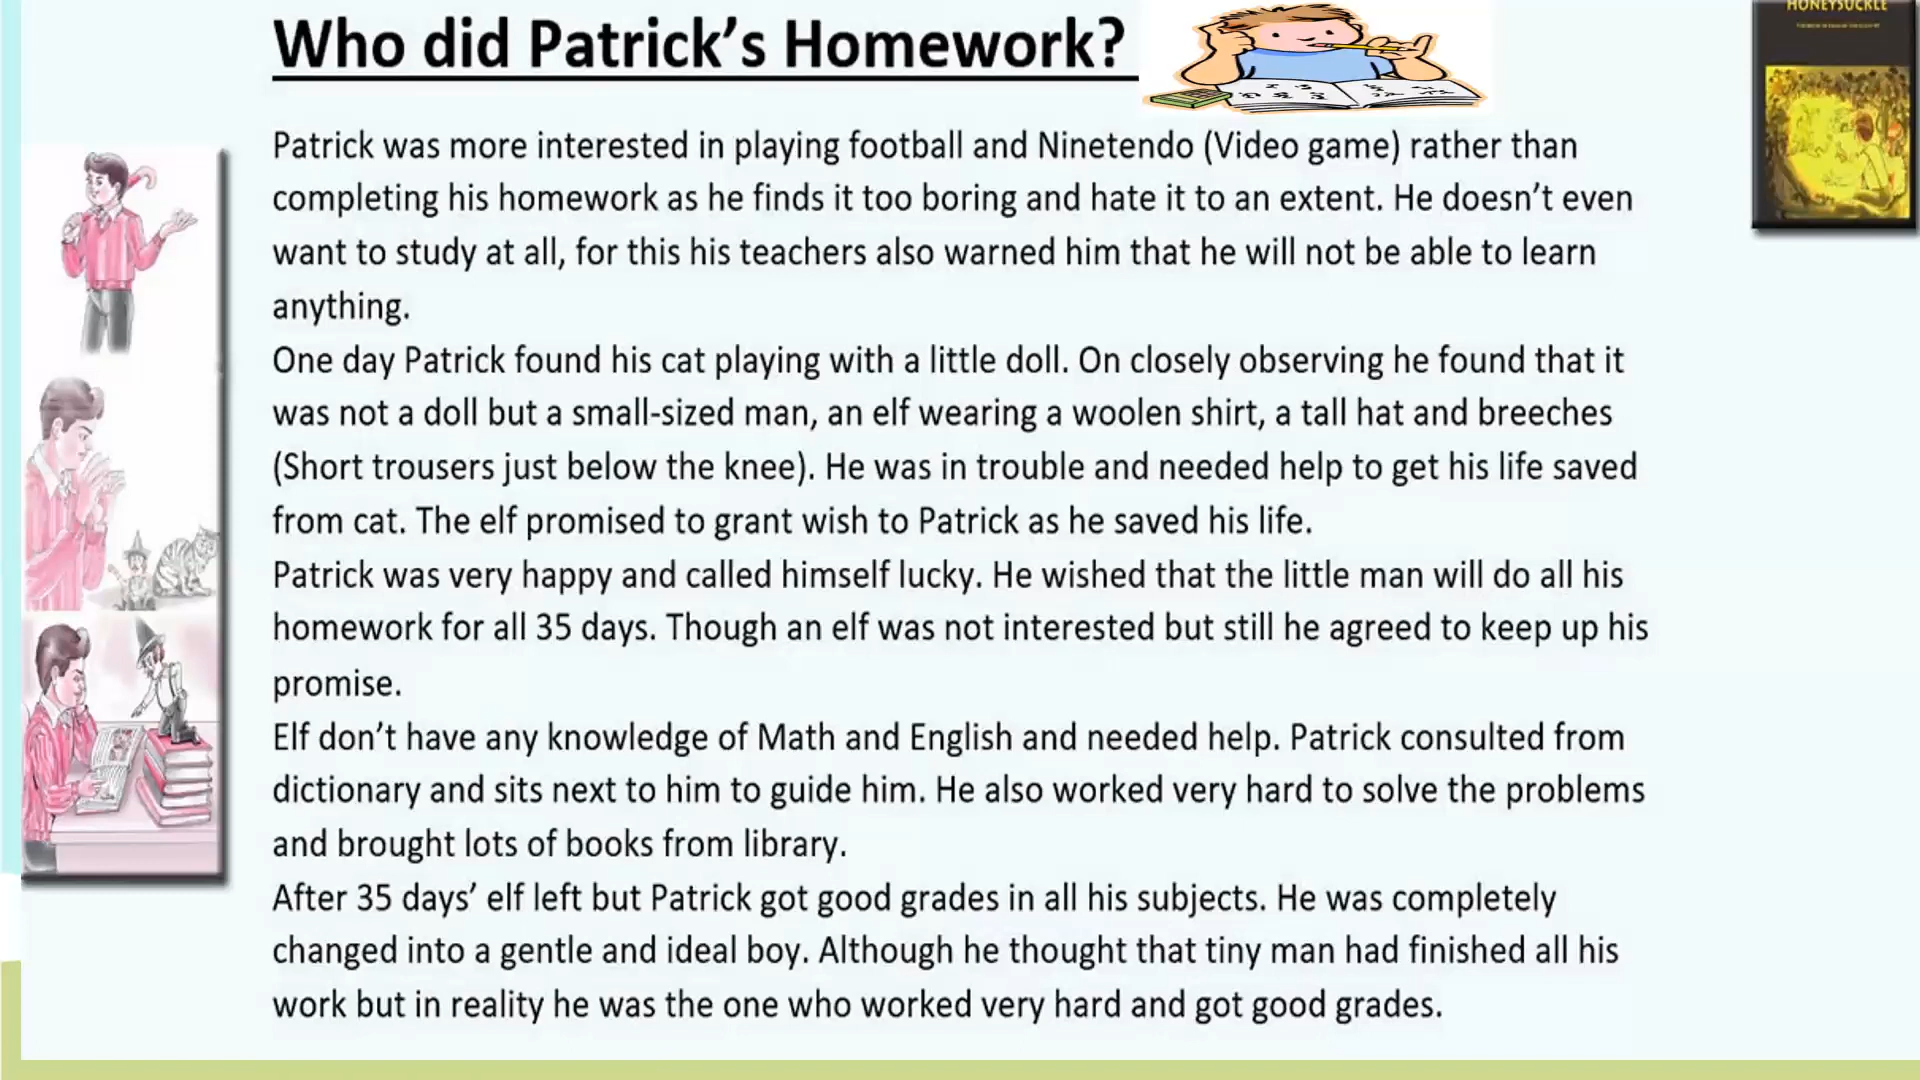 Who did Patrick's Homework?
HONEYSUCKLE
Patrick was more interested in playing football and Ninetendo (Video game) rather than
completing his homework as he finds it too boring and hate it to an extent. He doesn't even
want to study at all, for this his teachers also warned him that he will not be able to learn
anything.
One day Patrick found his cat playing with a little doll. On closely observing he found that it
was not a doll but a small-sized man, an elf wearing a woolen shirt, a tall hat and breeches
(Short trousers just below the knee). He was in trouble and needed help to get his life saved
from cat. The elf promised to grant wish to Patrick as he saved his life.
Patrick was very happy and called himself lucky. He wished that the little man will do all his
homework for all 35 days. Though an elf was not interested but still he agreed to keep up his
promise.
Elf don't have any knowledge of Math and English and needed help. Patrick consulted from
dictionary and sits next to him to guide him. He also worked very hard to solve the problems
and brought lots of books from library.
After 35 days' elf left but Patrick got good grades in all his subjects. He was completely
changed into a gentle and ideal boy. Although he thought that tiny man had finished all his
work but in reality he was the one who worked very hard and got good grades.